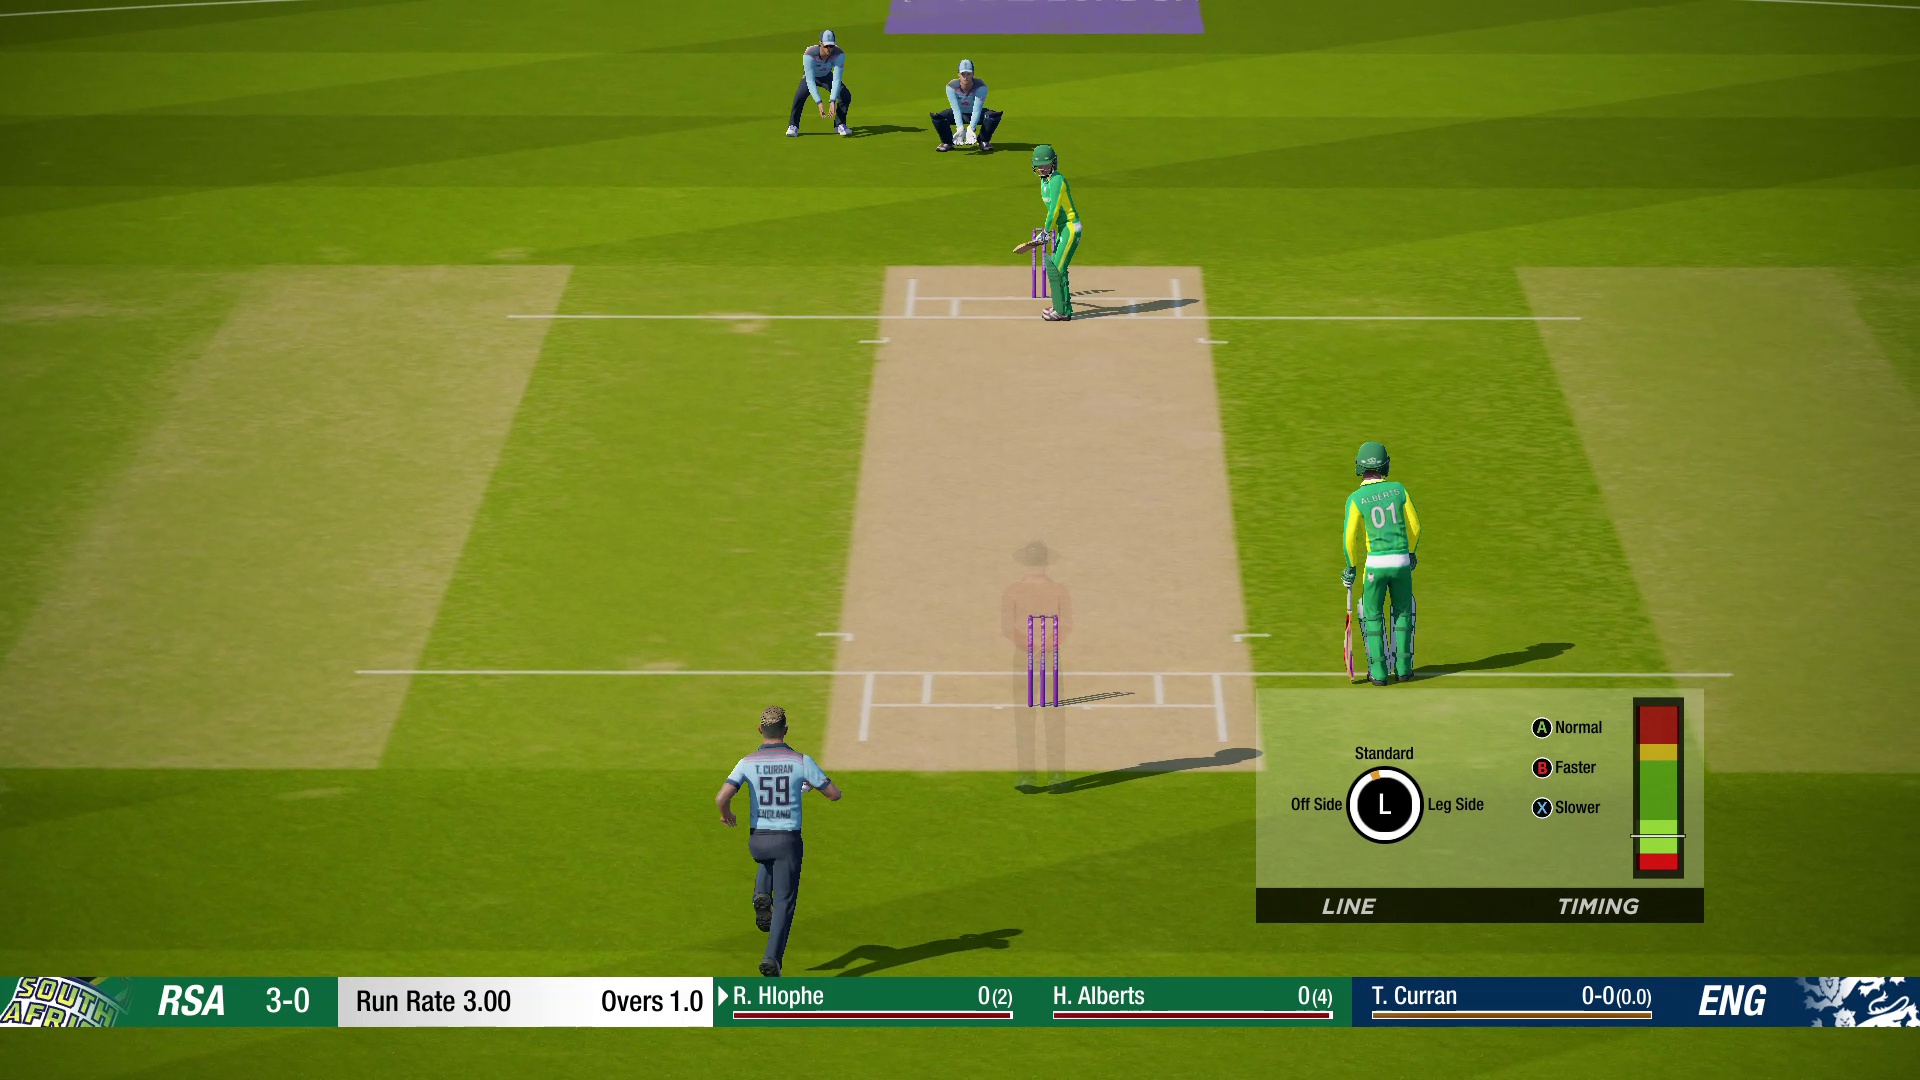 ALBERTS
01
T. CURRAN
59
ENGLAND
Standard
Off Side
L
Leg Side
A Normal
B Faster
X Slower
LINE
TIMING
SOUTH
AFRICA
RSA 3-0
Run Rate 3.00
Overs 1.0
R. Hlophe 0(2)
H. Alberts 0(4)
T. Curran 0-0(0.0)
ENG